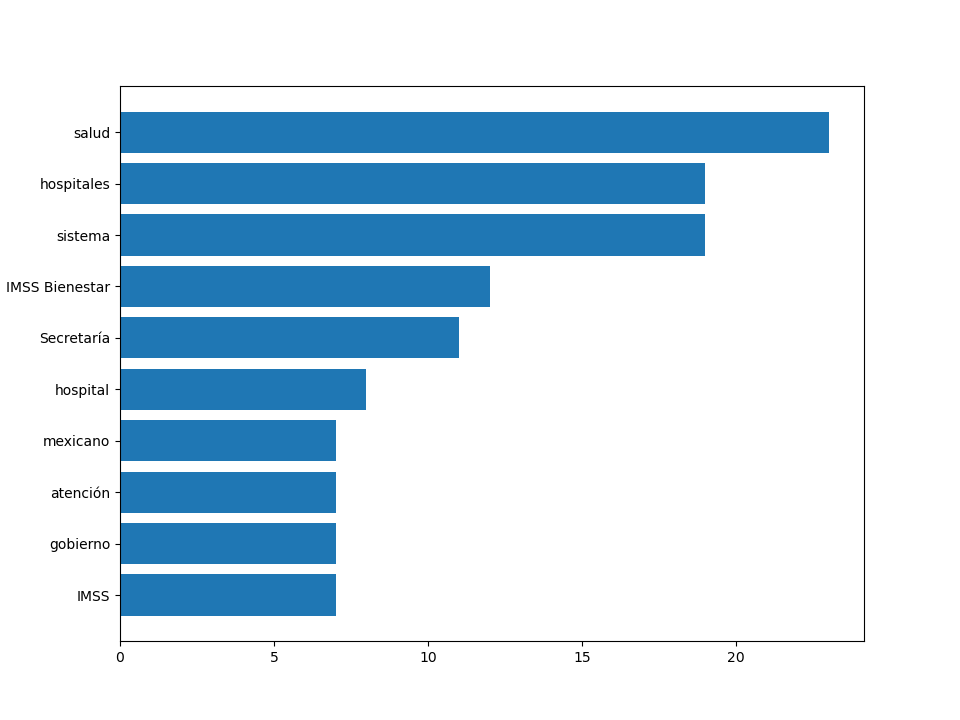 salud
hospitales
sistema
IMSS Bienestar
Secretaría
hospital
mexicano
atención
gobierno
IMSS
0 5 10 15 20